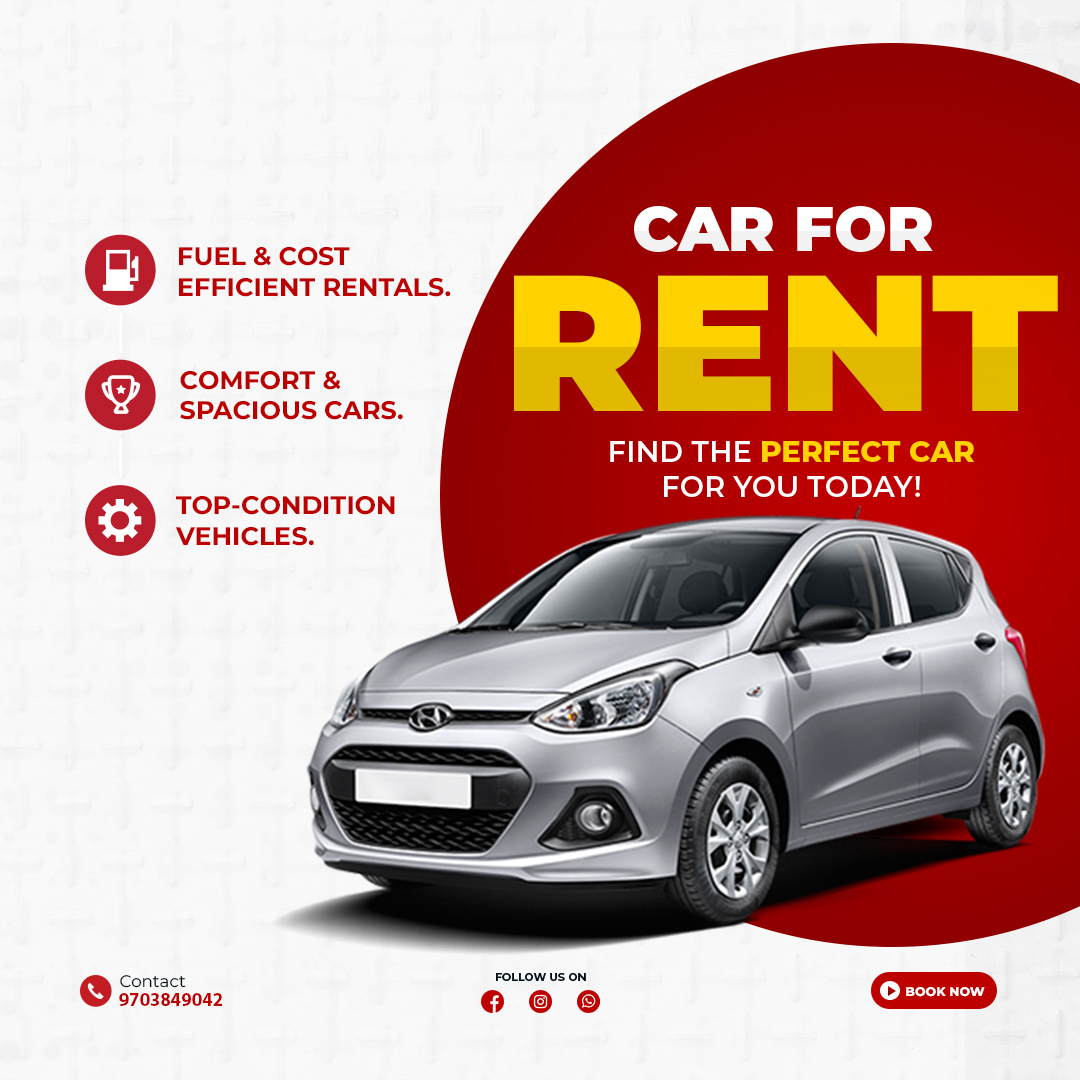 CAR FOR
RENT
FIND THE PERFECT CAR
FOR YOU TODAY!
FUEL & COST
EFFICIENT RENTALS.
COMFORT &
SPACIOUS CARS.
TOP-CONDITION
VEHICLES.
Contact
9703849042
FOLLOW US ON
BOOK NOW